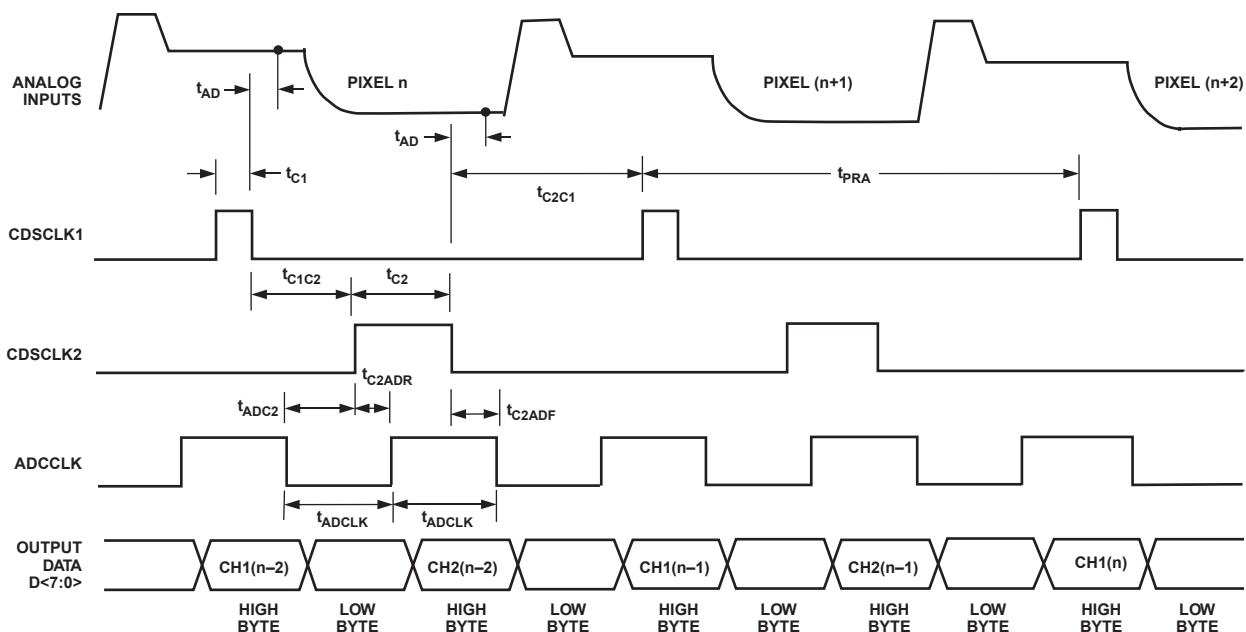 ANALOG
INPUTS
PIXEL n
PIXEL (n+1)
PIXEL (n+2)
tAD
tAD
tC1
tC2C1
tPRA
CDSCLK1
tC1C2
tC2
CDSCLK2
tC2ADR
tADC2
tC2ADF
ADCCLK
tADCLK
tADCLK
OUTPUT
DATA
D<7:0>
CH1(n–2)
CH2(n–2)
CH1(n–1)
CH2(n–1)
CH1(n)
HIGH
BYTE
LOW
BYTE
HIGH
BYTE
LOW
BYTE
HIGH
BYTE
LOW
BYTE
HIGH
BYTE
LOW
BYTE
HIGH
BYTE
LOW
BYTE